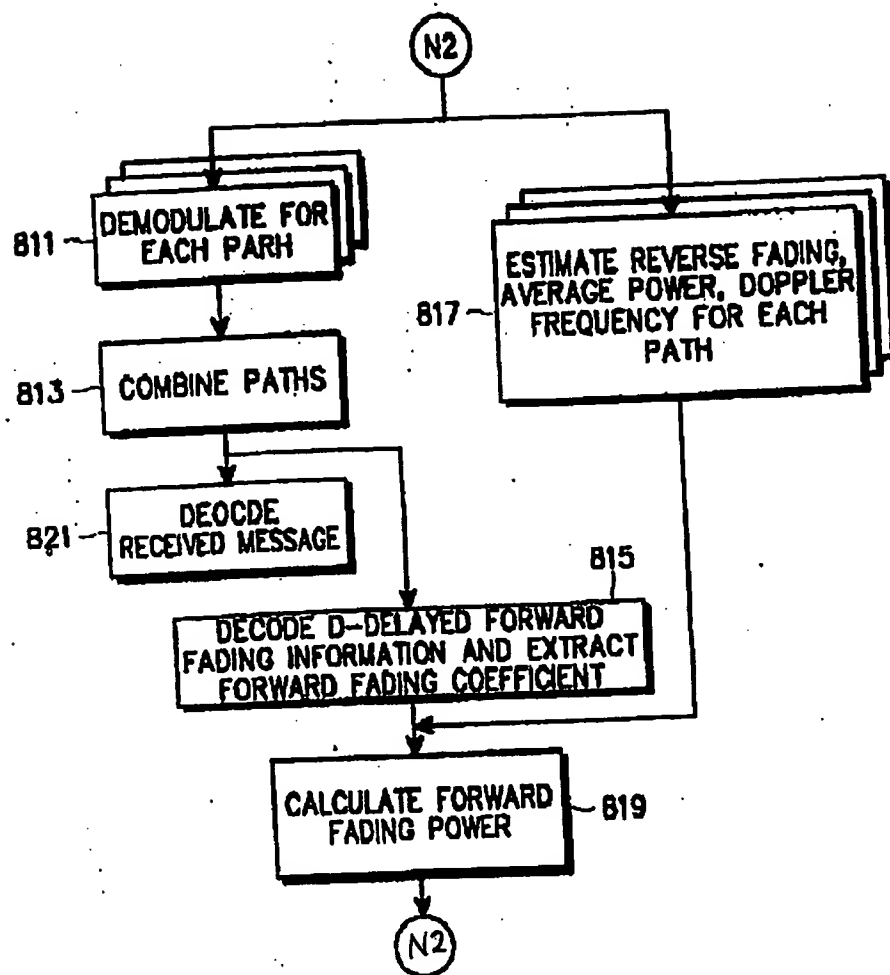 N2
811
DEMODULATE FOR
EACH PARH
817
ESTIMATE REVERSE FADING,
AVERAGE POWER, DOPPLER
FREQUENCY FOR EACH
PATH
813
COMBINE PATHS
821
DEOCDE
RECEIVED MESSAGE
815
DECODE D-DELAYED FORWARD
FADING INFORMATION AND EXTRACT
FORWARD FADING COEFFICIENT
CALCULATE FORWARD
FADING POWER
819
N2